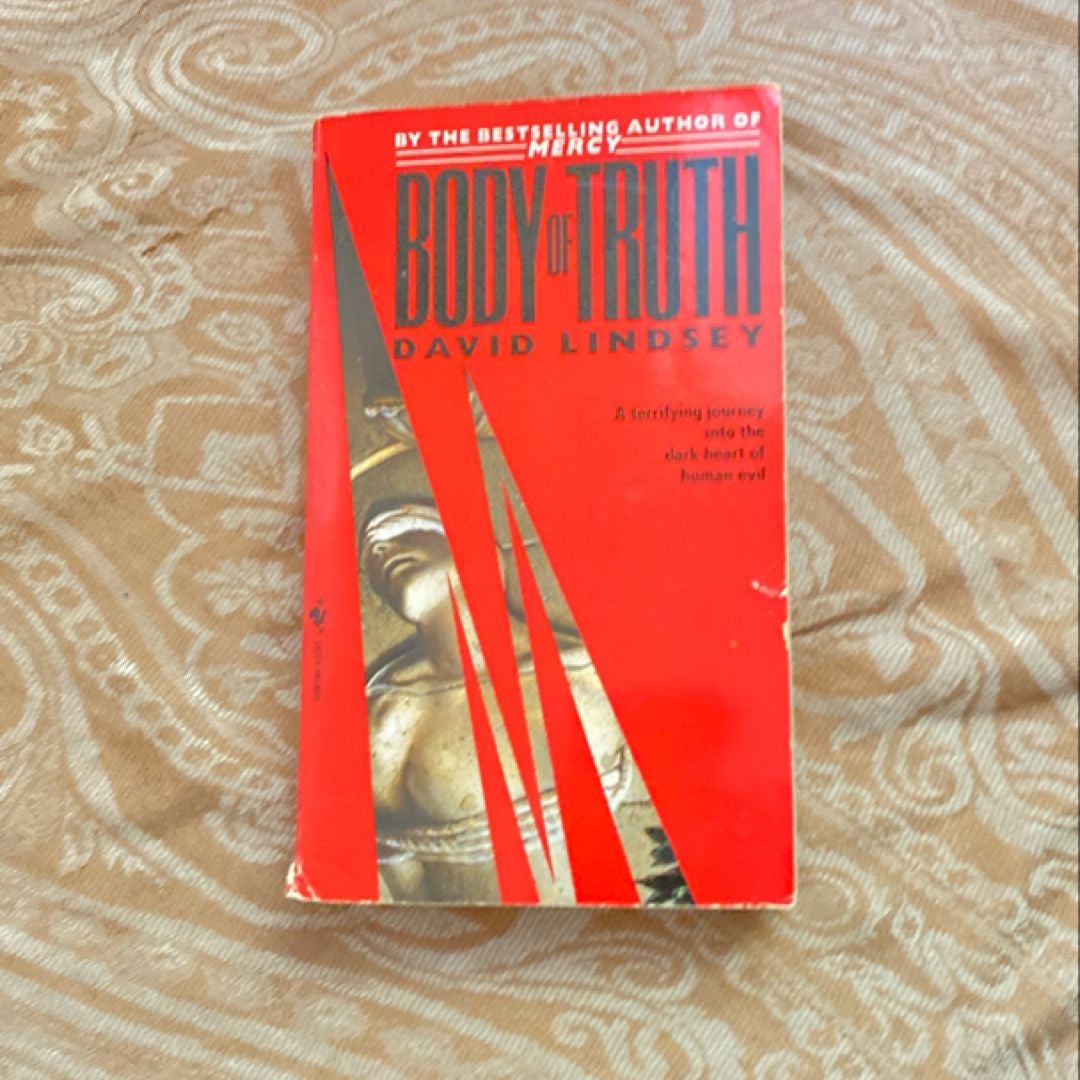 BY THE BESTSELLING AUTHOR OF
MERCY
BODY OF TRUTH
DAVID LINDSEY
A terrifying journey
into the
dark heart of
human evil